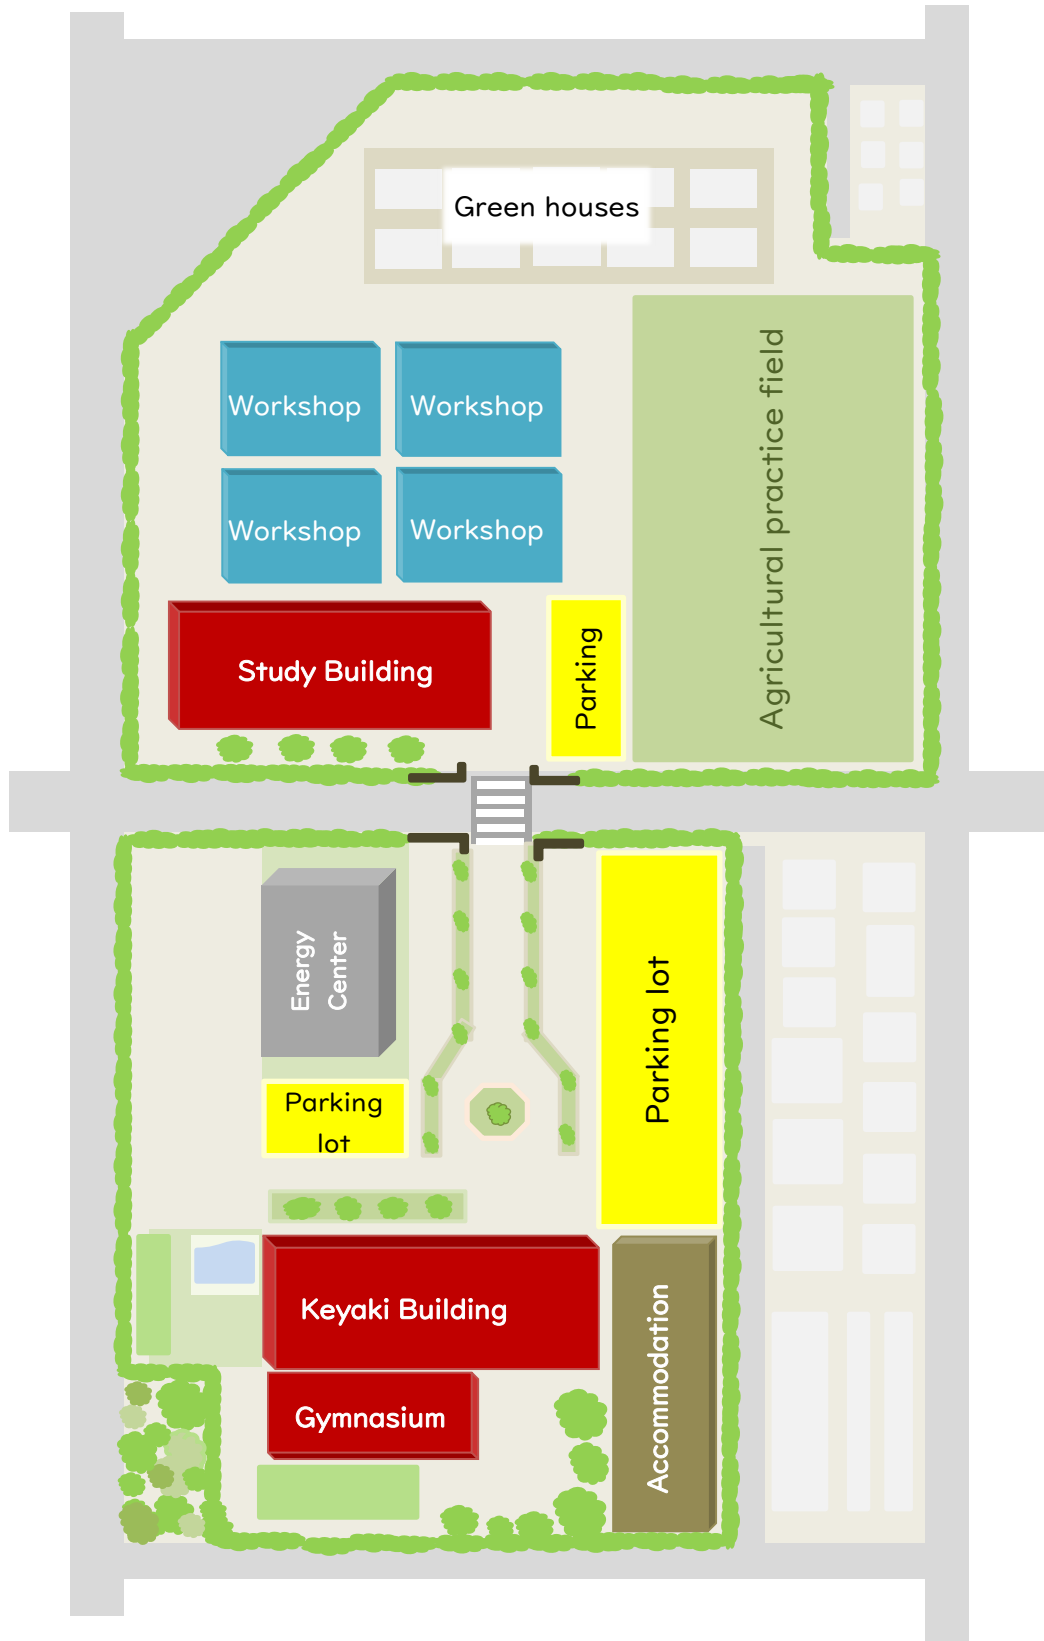 Green houses
Workshop
Workshop
Workshop
Workshop
Agricultural practice field
Study Building
Parking
Energy
Center
Parking lot
Parking
lot
Keyaki Building
Accommodation
Gymnasium